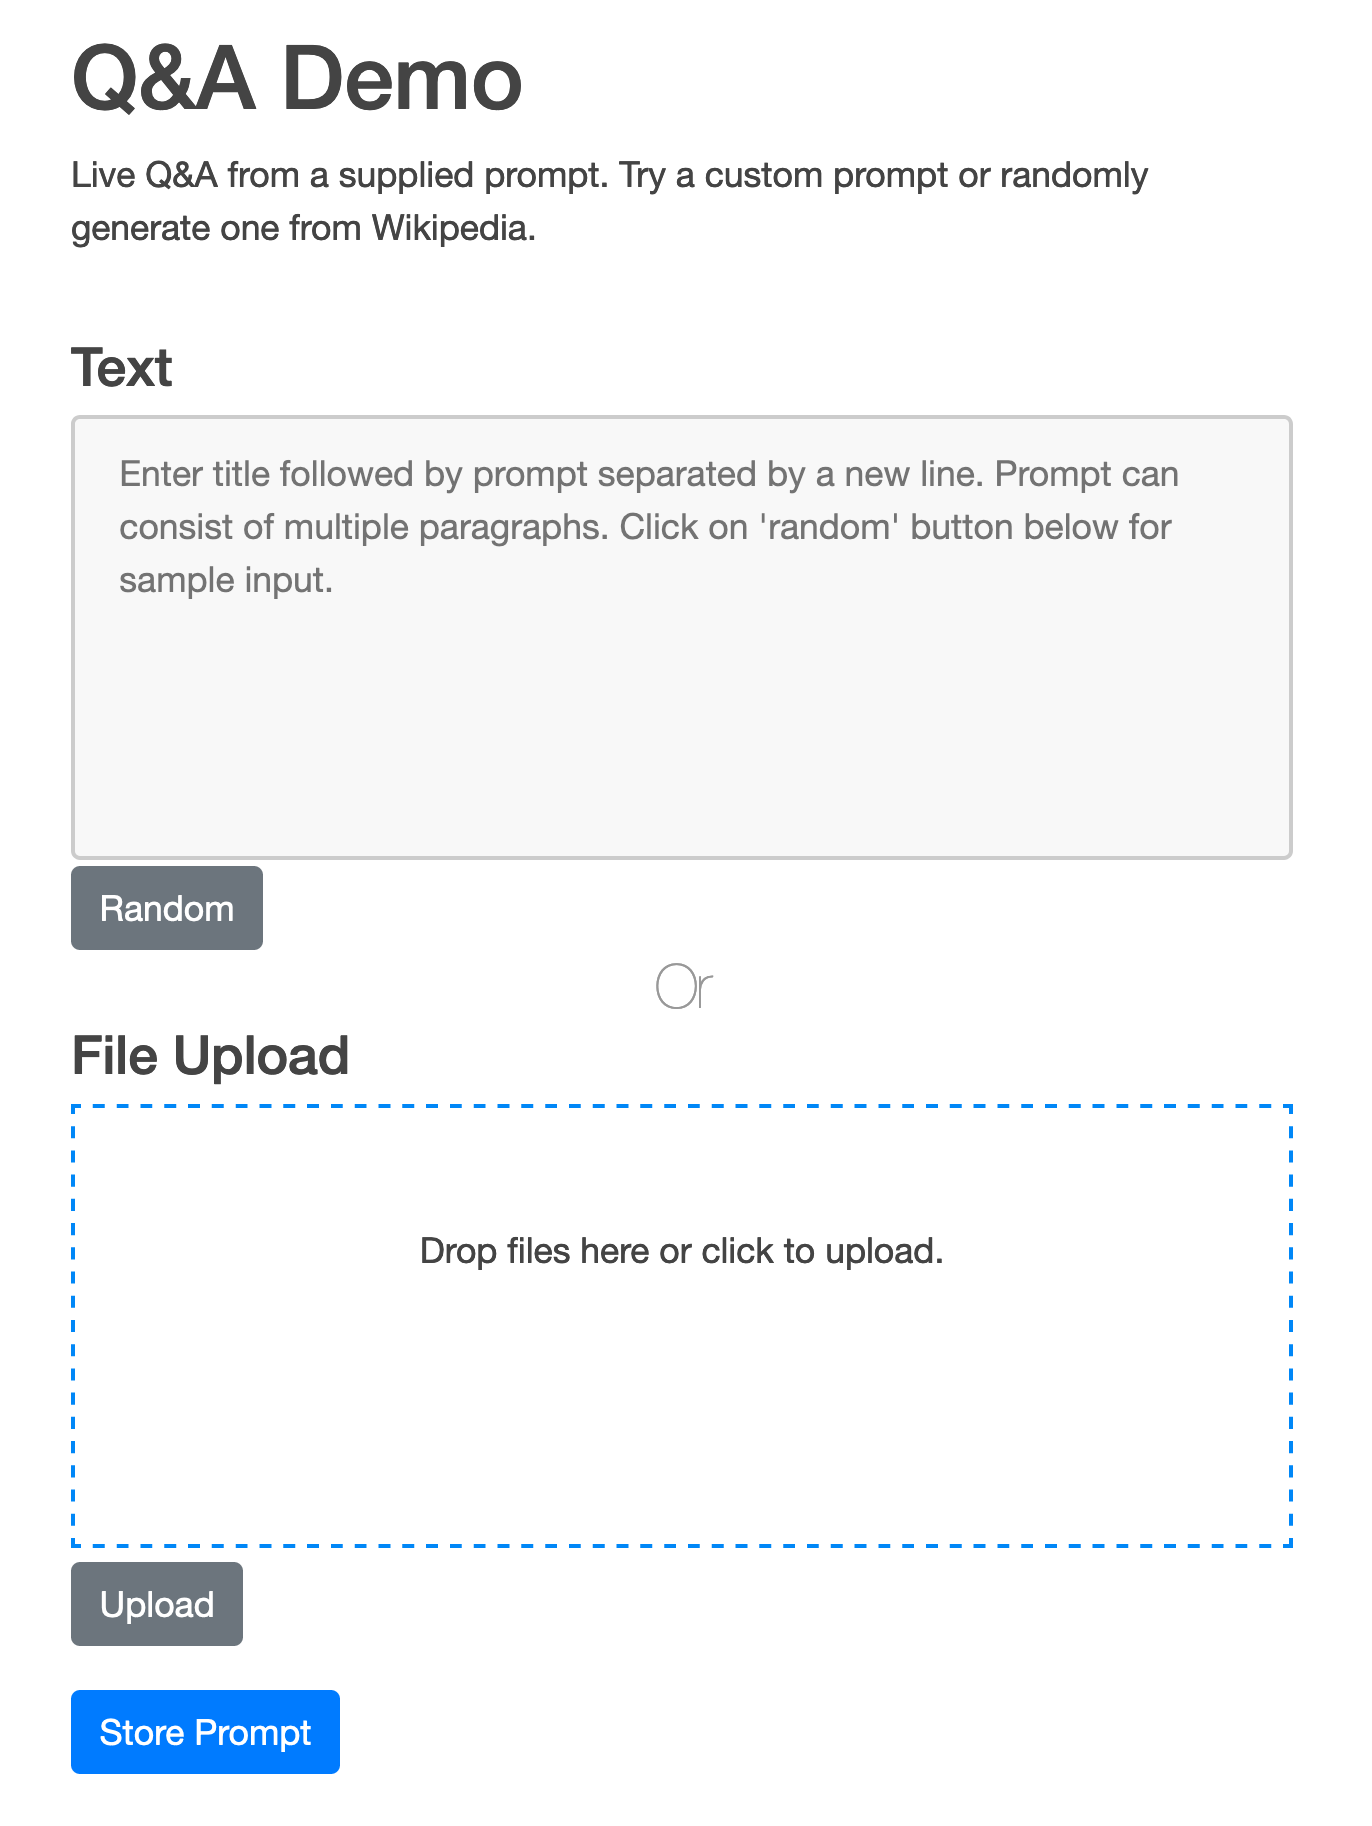 Q&A Demo
Live Q&A from a supplied prompt. Try a custom prompt or randomly
generate one from Wikipedia.
Text
Enter title followed by prompt separated by a new line. Prompt can
consist of multiple paragraphs. Click on 'random' button below for
sample input.
Random
Or
File Upload
Drop files here or click to upload.
Upload
Store Prompt